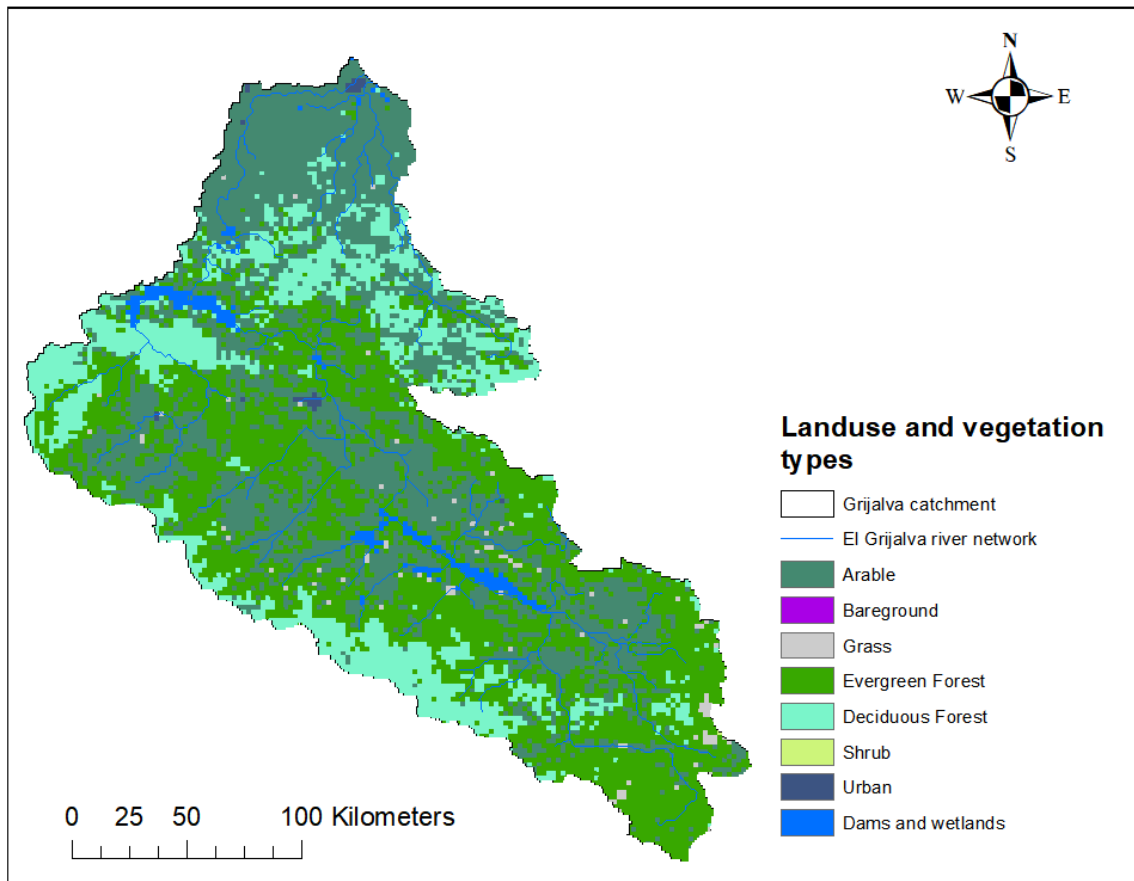 N
W E
S
Landuse and vegetation
types
Grijalva catchment
El Grijalva river network
Arable
Bareground
Grass
Evergreen Forest
Deciduous Forest
Shrub
Urban
Dams and wetlands
0 25 50 100 Kilometers